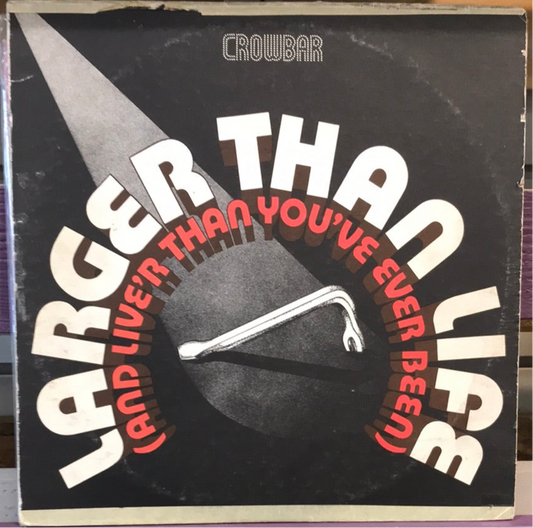 CROWBAR
LARGER THAN LIFE
(AND LIVE'R THAN YOU'VE EVER BEEN)